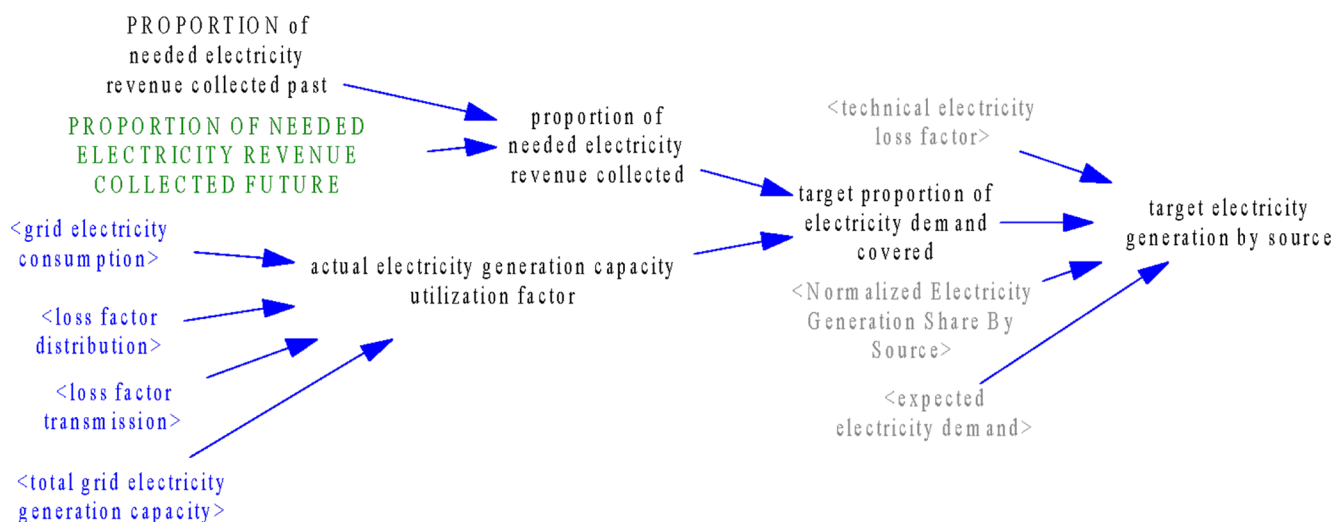 PROPORTION of
needed electricity
revenue collected past
PROPORTION OF NEEDED
ELECTRICITY REVENUE
COLLECTED FUTURE
proportion of
needed electricity
revenue collected
<technical electricity
loss factor>
target proportion of
electricity demand
covered
target electricity
generation by source
<grid electricity
consumption>
actual electricity generation capacity
utilization factor
<Normalized Electricity
Generation Share By
Source>
<loss factor
distribution>
<loss factor
transmission>
<expected
electricity demand>
<total grid electricity
generation capacity>